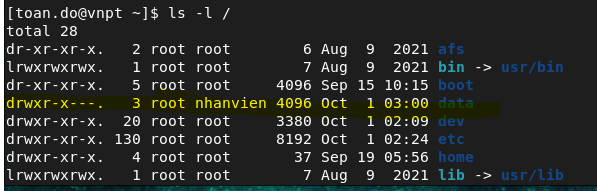 [toan.do@vnpt ~]$ ls -l /
total 28
dr-xr-xr-x.   2 root root        6 Aug  9  2021 afs
lrwxrwxrwx.   1 root root        7 Aug  9  2021 bin -> usr/bin
dr-xr-xr-x.   5 root root     4096 Sep 15 10:15 boot
drwxr-x---.   3 root nhanvien 4096 Oct  1 03:00 data
drwxr-xr-x.  20 root root     3380 Oct  1 02:09 dev
drwxr-xr-x. 130 root root     8192 Oct  1 02:24 etc
drwxr-xr-x.   4 root root       37 Sep 19 05:56 home
lrwxrwxrwx.   1 root root        7 Aug  9  2021 lib -> usr/lib